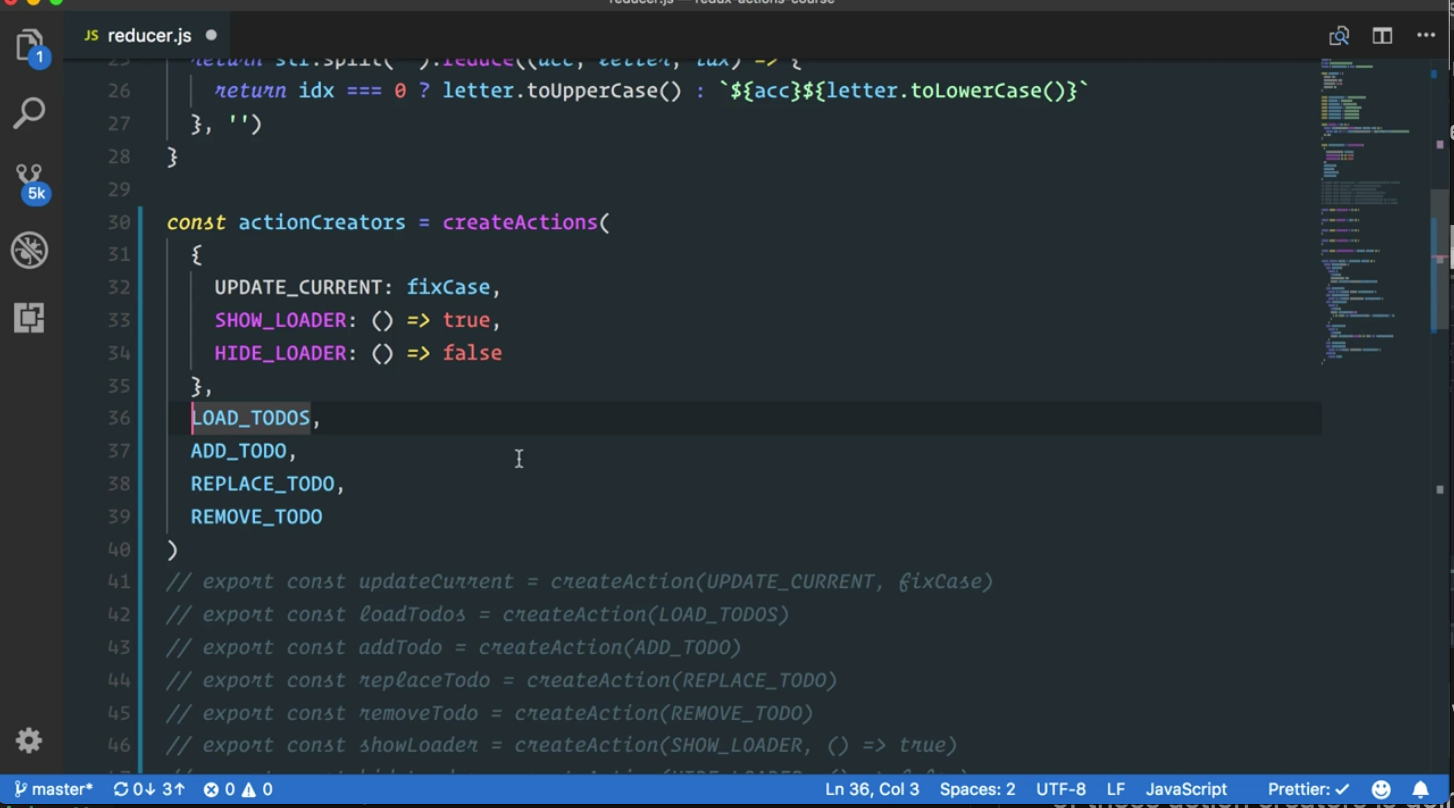 reducer.js — redux-actions-course
JS reducer.js
1
5k
25 return str.split('').reduce((acc, letter, idx) => {
26 return idx === 0 ? letter.toUpperCase() : `${acc}${letter.toLowerCase()}`
27 }, '')
28 }
29
30 const actionCreators = createActions(
31 {
32 UPDATE_CURRENT: fixCase,
33 SHOW_LOADER: () => true,
34 HIDE_LOADER: () => false
35 },
36 LOAD_TODOS,
37 ADD_TODO,
38 REPLACE_TODO,
39 REMOVE_TODO
40 )
41 // export const updateCurrent = createAction(UPDATE_CURRENT, fixCase)
42 // export const loadTodos = createAction(LOAD_TODOS)
43 // export const addTodo = createAction(ADD_TODO)
44 // export const replaceTodo = createAction(REPLACE_TODO)
45 // export const removeTodo = createAction(REMOVE_TODO)
46 // export const showLoader = createAction(SHOW_LOADER, () => true)
master* 0↓ 3↑ 0 0 Ln 36, Col 3 Spaces: 2 UTF-8 LF JavaScript Prettier: ✓